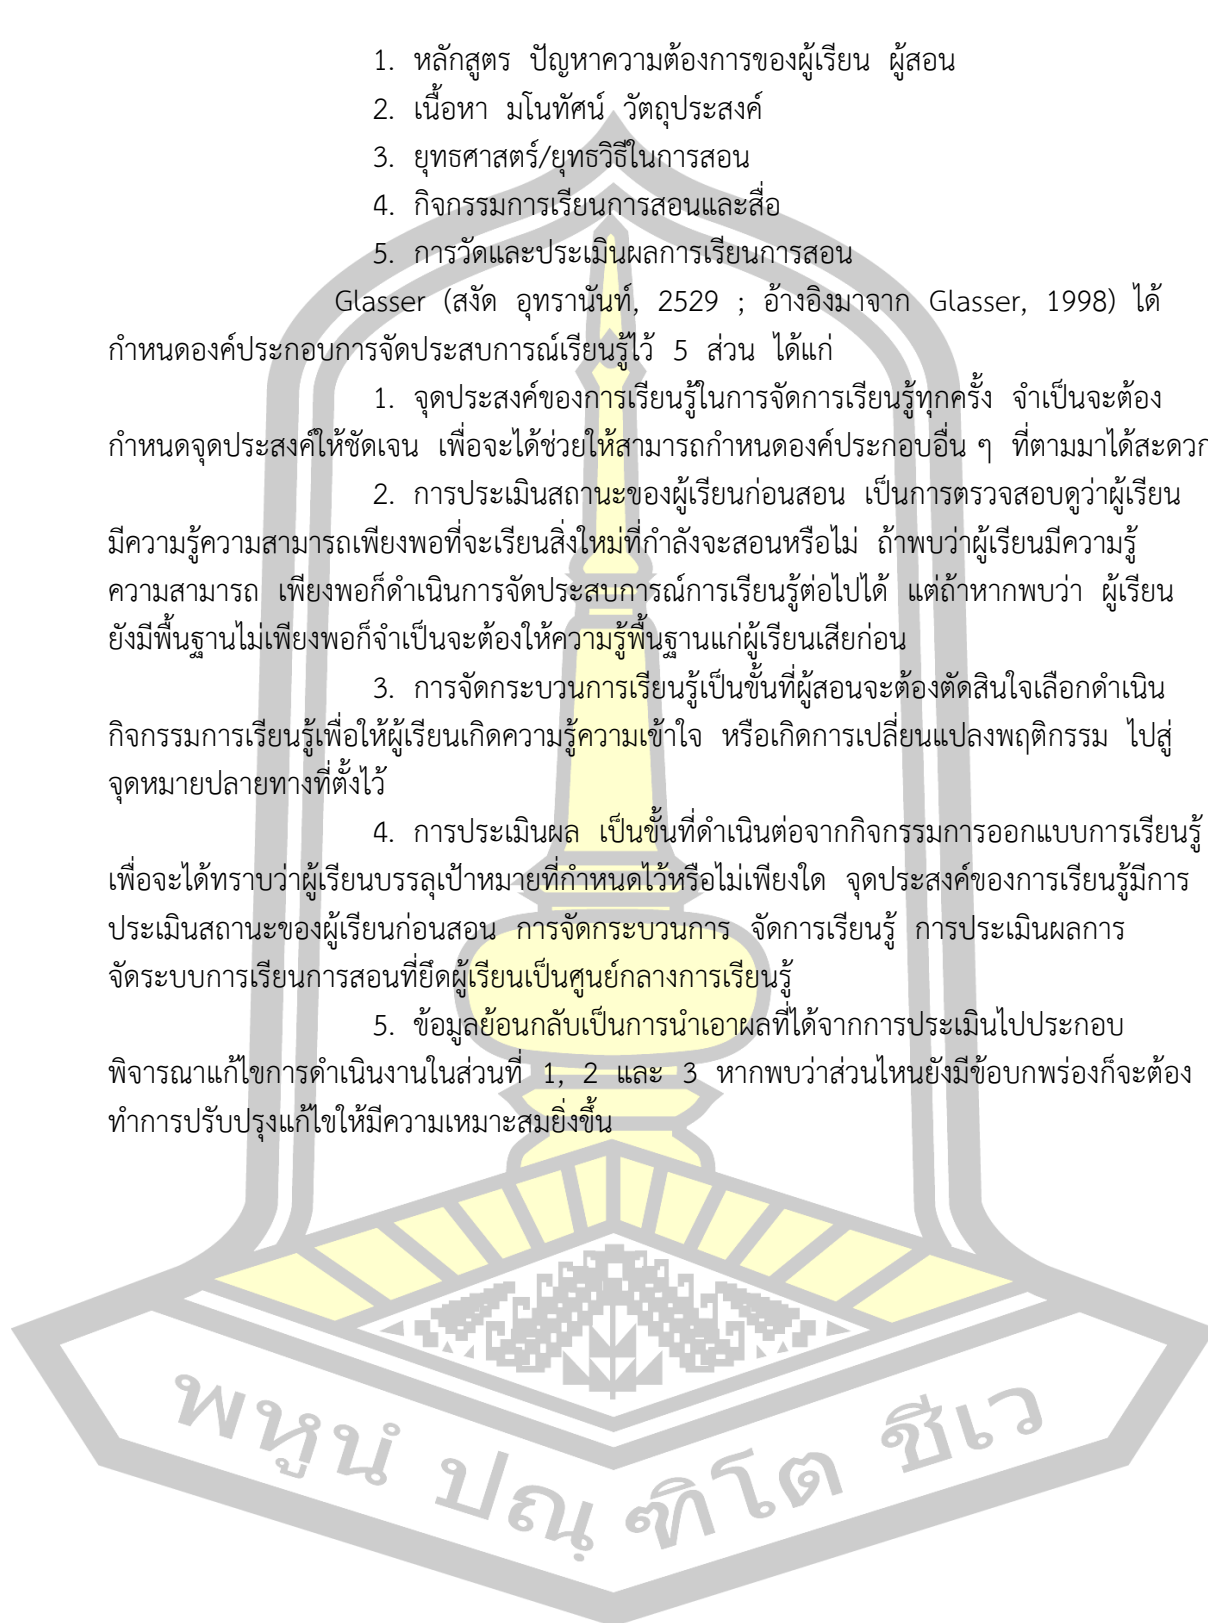 1. หลักสูตร ปัญหาความต้องการของผู้เรียน ผู้สอน
2. เนื้อหา มโนทัศน์ วัตถุประสงค์
3. ยุทธศาสตร์/ยุทธวิธีในการสอน
4. กิจกรรมการเรียนการสอนและสื่อ
5. การวัดและประเมินผลการเรียนการสอน
Glasser (สงัด อุทรานันท์, 2529 ; อ้างอิงมาจาก Glasser, 1998) ได้
กำหนดองค์ประกอบการจัดประสบการณ์เรียนรู้ไว้ 5 ส่วน ได้แก่
1. จุดประสงค์ของการเรียนรู้ในการจัดการเรียนรู้ทุกครั้ง จำเป็นจะต้อง
กำหนดจุดประสงค์ให้ชัดเจน เพื่อจะได้ช่วยให้สามารถกำหนดองค์ประกอบอื่น ๆ ที่ตามมาได้สะดวก
2. การประเมินสถานะของผู้เรียนก่อนสอน เป็นการตรวจสอบดูว่าผู้เรียน
มีความรู้ความสามารถเพียงพอที่จะเรียนสิ่งใหม่ที่กำลังจะสอนหรือไม่ ถ้าพบว่าผู้เรียนมีความรู้
ความสามารถ เพียงพอก็ดำเนินการจัดประสบการณ์การเรียนรู้ต่อไปได้ แต่ถ้าหากพบว่า ผู้เรียน
ยังมีพื้นฐานไม่เพียงพอก็จำเป็นจะต้องให้ความรู้พื้นฐานแก่ผู้เรียนเสียก่อน
3. การจัดกระบวนการเรียนรู้เป็นขั้นที่ผู้สอนจะต้องตัดสินใจเลือกดำเนิน
กิจกรรมการเรียนรู้เพื่อให้ผู้เรียนเกิดความรู้ความเข้าใจ หรือเกิดการเปลี่ยนแปลงพฤติกรรม ไปสู่
จุดหมายปลายทางที่ตั้งไว้
4. การประเมินผล เป็นขั้นที่ดำเนินต่อจากกิจกรรมการออกแบบการเรียนรู้
เพื่อจะได้ทราบว่าผู้เรียนบรรลุเป้าหมายที่กำหนดไว้หรือไม่เพียงใด จุดประสงค์ของการเรียนรู้มีการ
ประเมินสถานะของผู้เรียนก่อนสอน การจัดกระบวนการ จัดการเรียนรู้ การประเมินผลการ
จัดระบบการเรียนการสอนที่ยึดผู้เรียนเป็นศูนย์กลางการเรียนรู้
5. ข้อมูลย้อนกลับเป็นการนำเอาผลที่ได้จากการประเมินไปประกอบ
พิจารณาแก้ไขการดำเนินงานในส่วนที่ 1, 2 และ 3 หากพบว่าส่วนไหนยังมีข้อบกพร่องก็จะต้อง
ทำการปรับปรุงแก้ไขให้มีความเหมาะสมยิ่งขึ้น
พหูนํ ปณฺฑิโต ชีเว